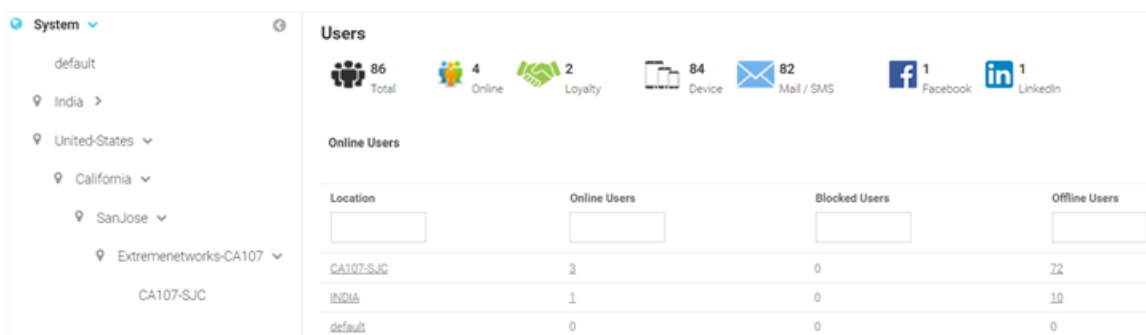 System
default
India
United-States
California
SanJose
Extremenetworks-CA107
CA107-SJC
Users
86 Total
4 Online
2 Loyalty
84 Device
82 Mail / SMS
1 Facebook
1 LinkedIn
Online Users
Location Online Users Blocked Users Offline Users
CA107-SJC 3 0 72
INDIA 1 0 10
default 0 0 0